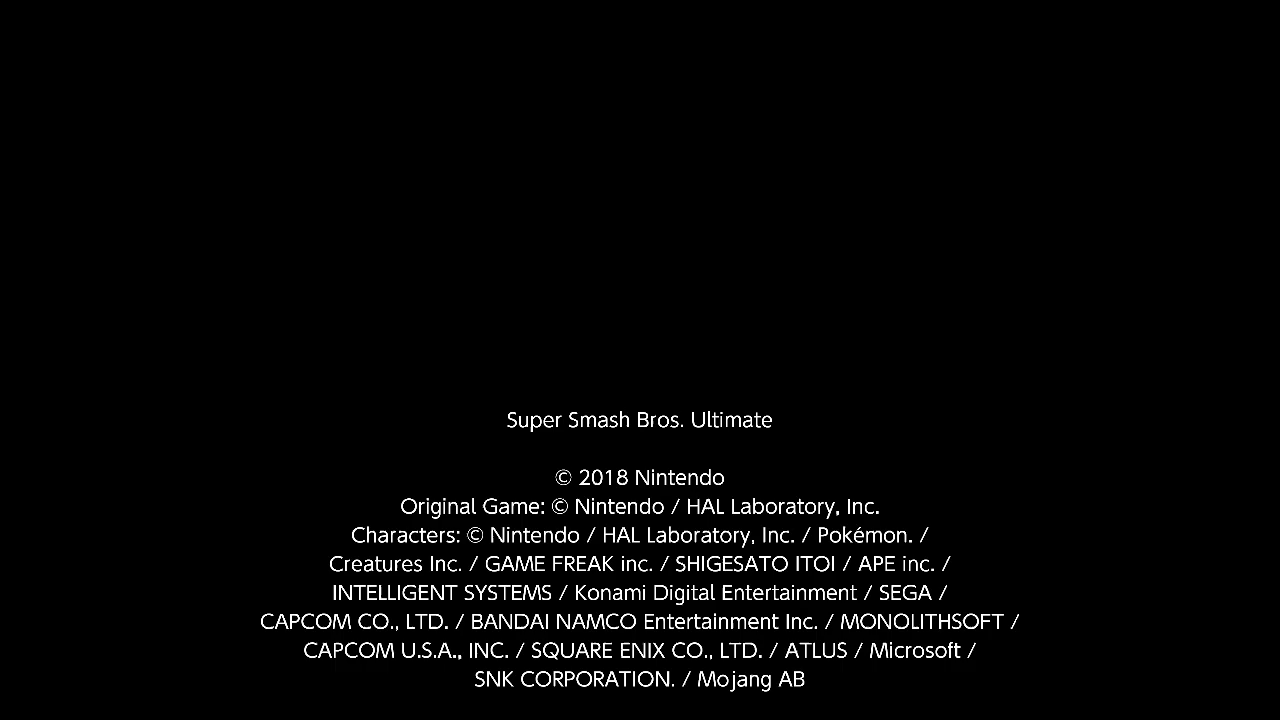 Super Smash Bros. Ultimate
© 2018 Nintendo
Original Game: © Nintendo / HAL Laboratory, Inc.
Characters: © Nintendo / HAL Laboratory, Inc. / Pokémon. /
Creatures Inc. / GAME FREAK inc. / SHIGESATO ITOI / APE inc. /
INTELLIGENT SYSTEMS / Konami Digital Entertainment / SEGA /
CAPCOM CO., LTD. / BANDAI NAMCO Entertainment Inc. / MONOLITHSOFT /
CAPCOM U.S.A., INC. / SQUARE ENIX CO., LTD. / ATLUS / Microsoft /
SNK CORPORATION. / Mojang AB